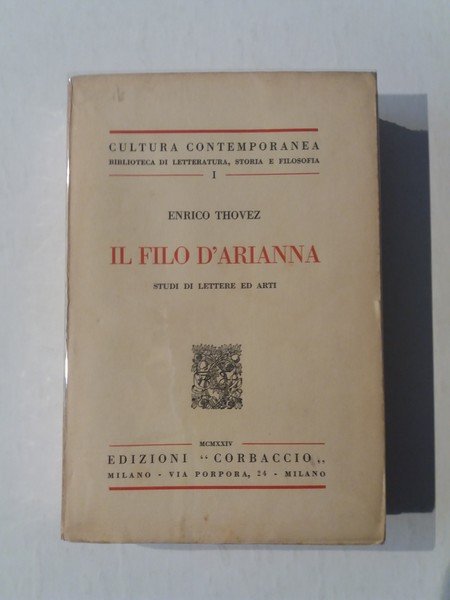 CULTURA CONTEMPORANEA
BIBLIOTECA DI LETTERATURA, STORIA E FILOSOFIA
I
ENRICO THOVEZ
IL FILO D'ARIANNA
STUDI DI LETTERE ED ARTI
MCMXXIV
EDIZIONI “ CORBACCIO „
MILANO - VIA PORPORA, 24 - MILANO